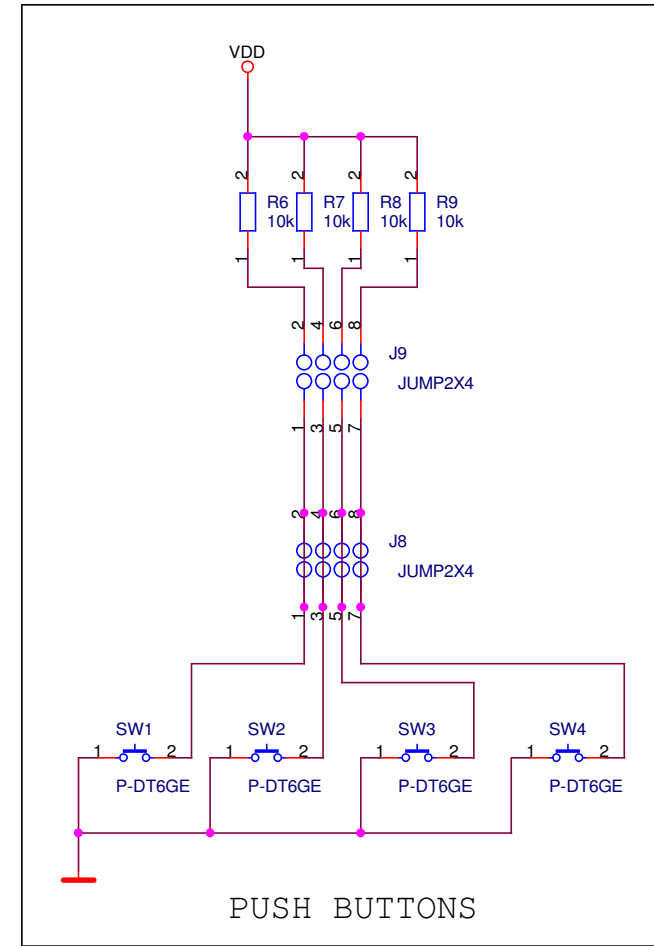 VDD
2 2 2 2
R6 R7 R8 R9
10k 10k 10k 10k
1 1 1 1
2 4 6 8
J9
JUMP2X4
1 3 5 7
2 4 6 8
J8
JUMP2X4
1 3 5 7
SW1 SW2 SW3 SW4
1 2 1 2 1 2 1 2
P-DT6GE P-DT6GE P-DT6GE P-DT6GE
PUSH BUTTONS